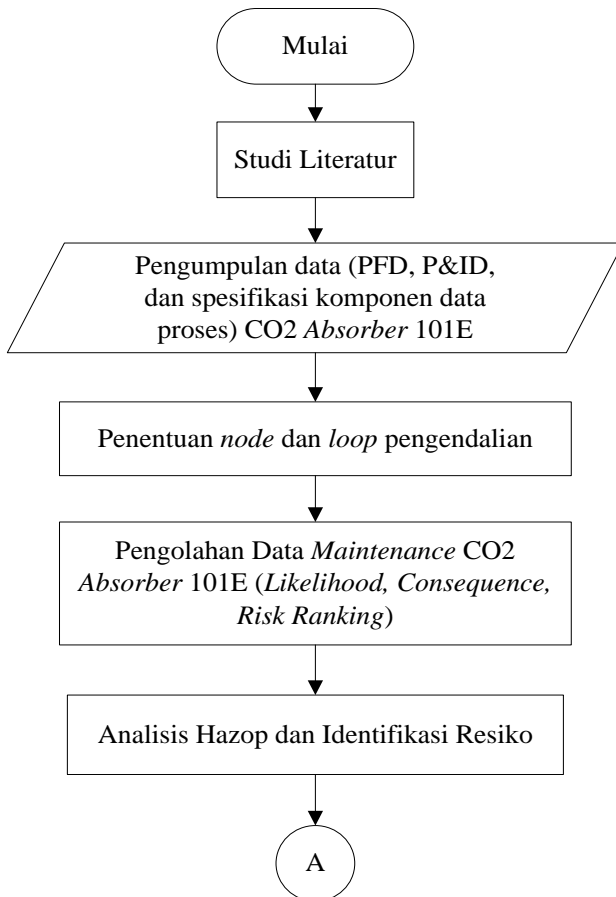 Mulai
Studi Literatur
Pengumpulan data (PFD, P&ID,
dan spesifikasi komponen data
proses) CO2 Absorber 101E
Penentuan node dan loop pengendalian
Pengolahan Data Maintenance CO2
Absorber 101E (Likelihood, Consequence,
Risk Ranking)
Analisis Hazop dan Identifikasi Resiko
A